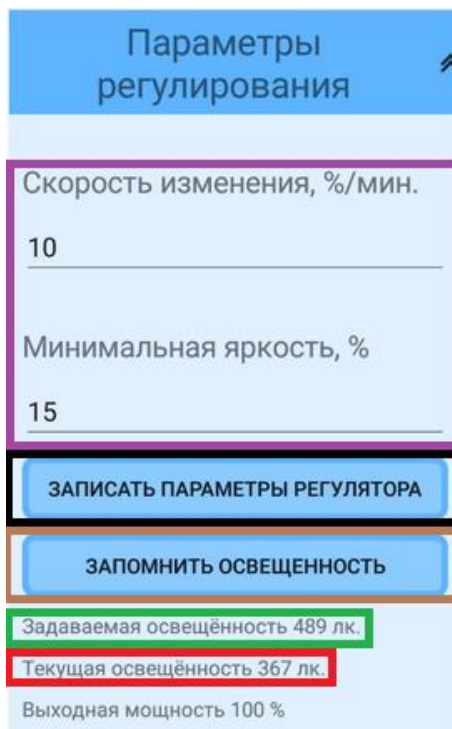 Параметры
регулирования
Скорость изменения, %/мин.
10
Минимальная яркость, %
15
ЗАПИСАТЬ ПАРАМЕТРЫ РЕГУЛЯТОРА
ЗАПОМНИТЬ ОСВЕЩЕННОСТЬ
Задаваемая освещённость 489 лк.
Текущая освещённость 367 лк.
Выходная мощность 100 %